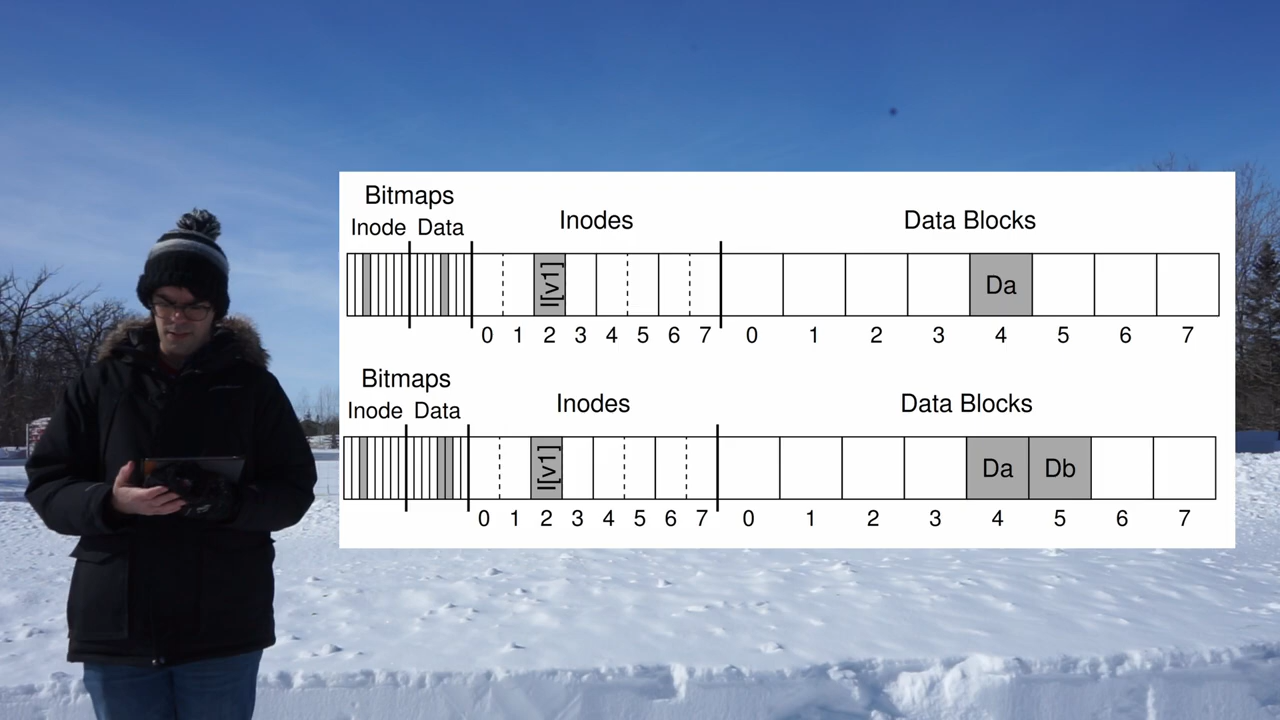 Bitmaps
Inode Data Inodes Data Blocks
I[v1] Da
0 1 2 3 4 5 6 7 0 1 2 3 4 5 6 7
Bitmaps
Inode Data Inodes Data Blocks
I[v1] Da Db
0 1 2 3 4 5 6 7 0 1 2 3 4 5 6 7